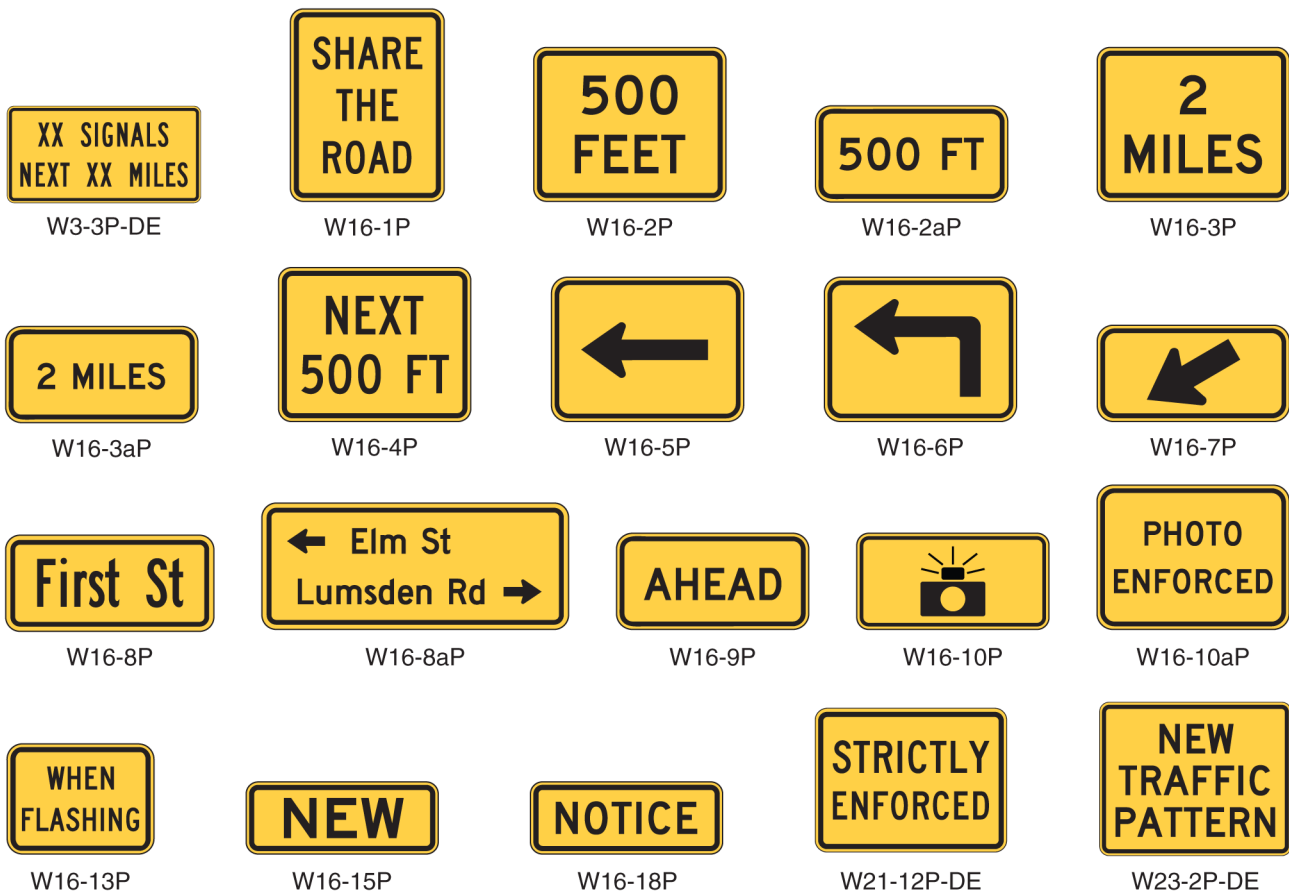 XX SIGNALS
NEXT XX MILES
W3-3P-DE
SHARE
THE
ROAD
W16-1P
500
FEET
W16-2P
500 FT
W16-2aP
2
MILES
W16-3P
2 MILES
W16-3aP
NEXT
500 FT
W16-4P
W16-5P
W16-6P
W16-7P
First St
W16-8P
Elm St
Lumsden Rd
W16-8aP
AHEAD
W16-9P
W16-10P
PHOTO
ENFORCED
W16-10aP
WHEN
FLASHING
W16-13P
NEW
W16-15P
NOTICE
W16-18P
STRICTLY
ENFORCED
W21-12P-DE
NEW
TRAFFIC
PATTERN
W23-2P-DE